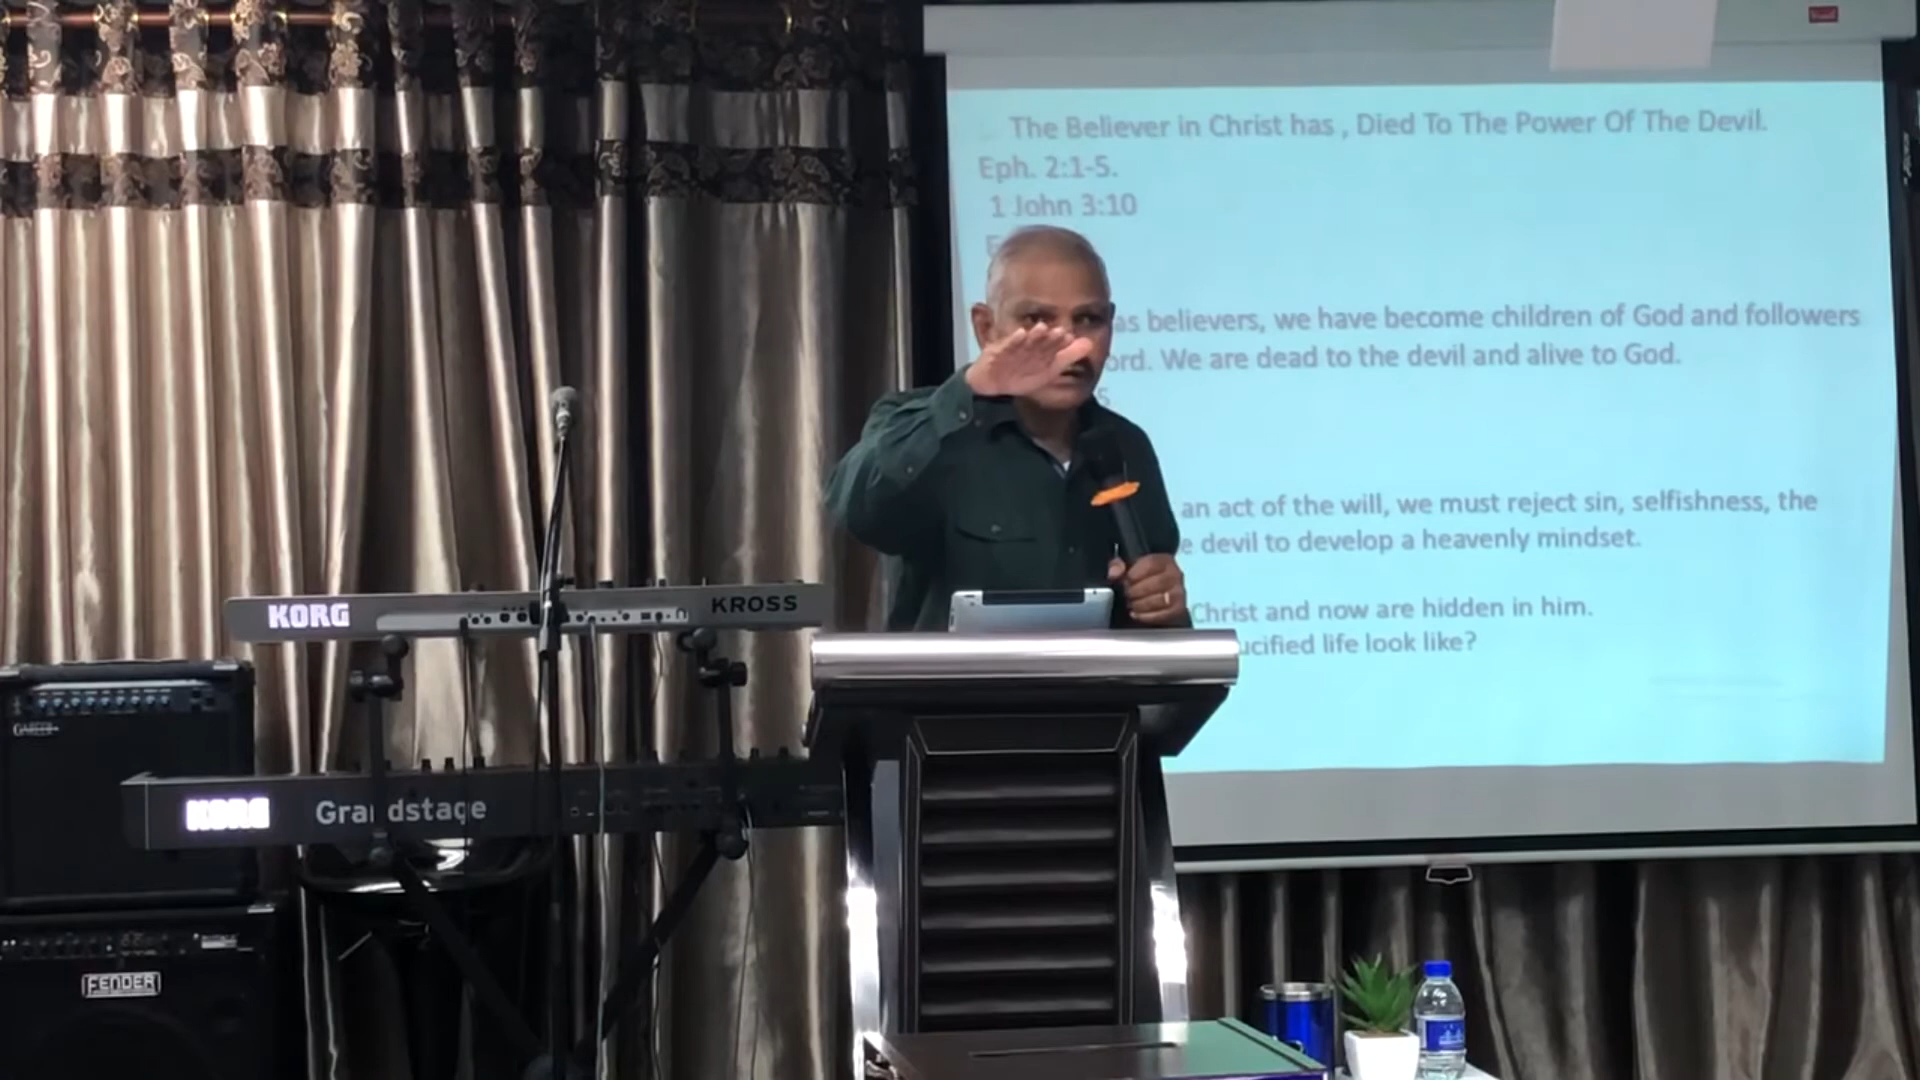 The Believer in Christ has , Died To The Power Of The Devil.
Eph. 2:1-5.
1 John 3:10
E
as believers, we have become children of God and followers
ord. We are dead to the devil and alive to God.
5
an act of the will, we must reject sin, selfishness, the
e devil to develop a heavenly mindset.
Christ and now are hidden in him.
ucified life look like?
KORG KROSS
KORG Grandstage
FENDER